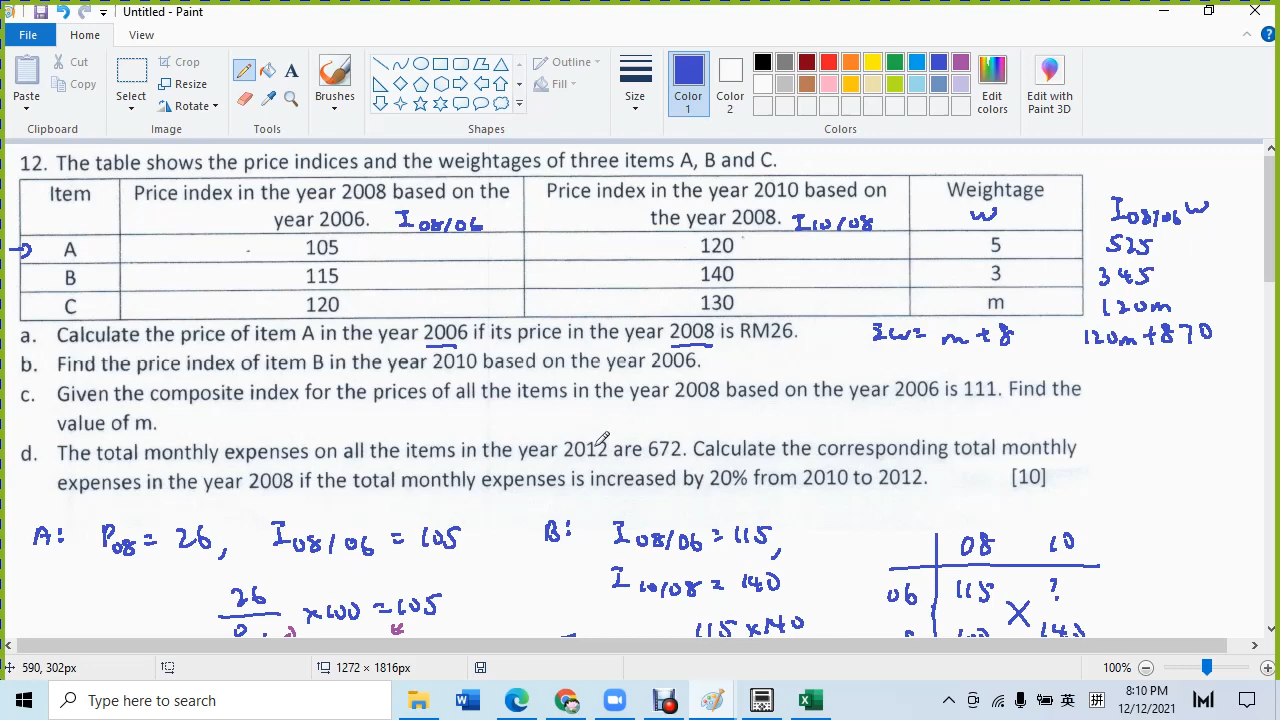 Untitled - Paint
File Home View
Paste Cut Copy
Select Crop Resize Rotate
Brushes
Outline Fill
Size
Color 1 Color 2
Edit colors Edit with Paint 3D
Clipboard Image Tools Shapes Colors
12. The table shows the price indices and the weightages of three items A, B and C.
Item Price index in the year 2008 based on the year 2006. I08/06 Price index in the year 2010 based on the year 2008. I10/08 Weightage w I08/06 w
A 105 120 5 525
B 115 140 3 345
C 120 130 m 120m
a. Calculate the price of item A in the year 2006 if its price in the year 2008 is RM26. Σw= m+8 120m+870
b. Find the price index of item B in the year 2010 based on the year 2006.
c. Given the composite index for the prices of all the items in the year 2008 based on the year 2006 is 111. Find the
value of m.
d. The total monthly expenses on all the items in the year 2012 are 672. Calculate the corresponding total monthly
expenses in the year 2008 if the total monthly expenses is increased by 20% from 2010 to 2012. [10]
A: P08 = 26, I08/06 = 105 B: I08/06 = 115, 08 10
I10/08 = 140 06 115 ?
26 x100 =105 115 x140 140
590, 302px 1272 × 1816px 100%
Type here to search
英 拼
8:10 PM
12/12/2021